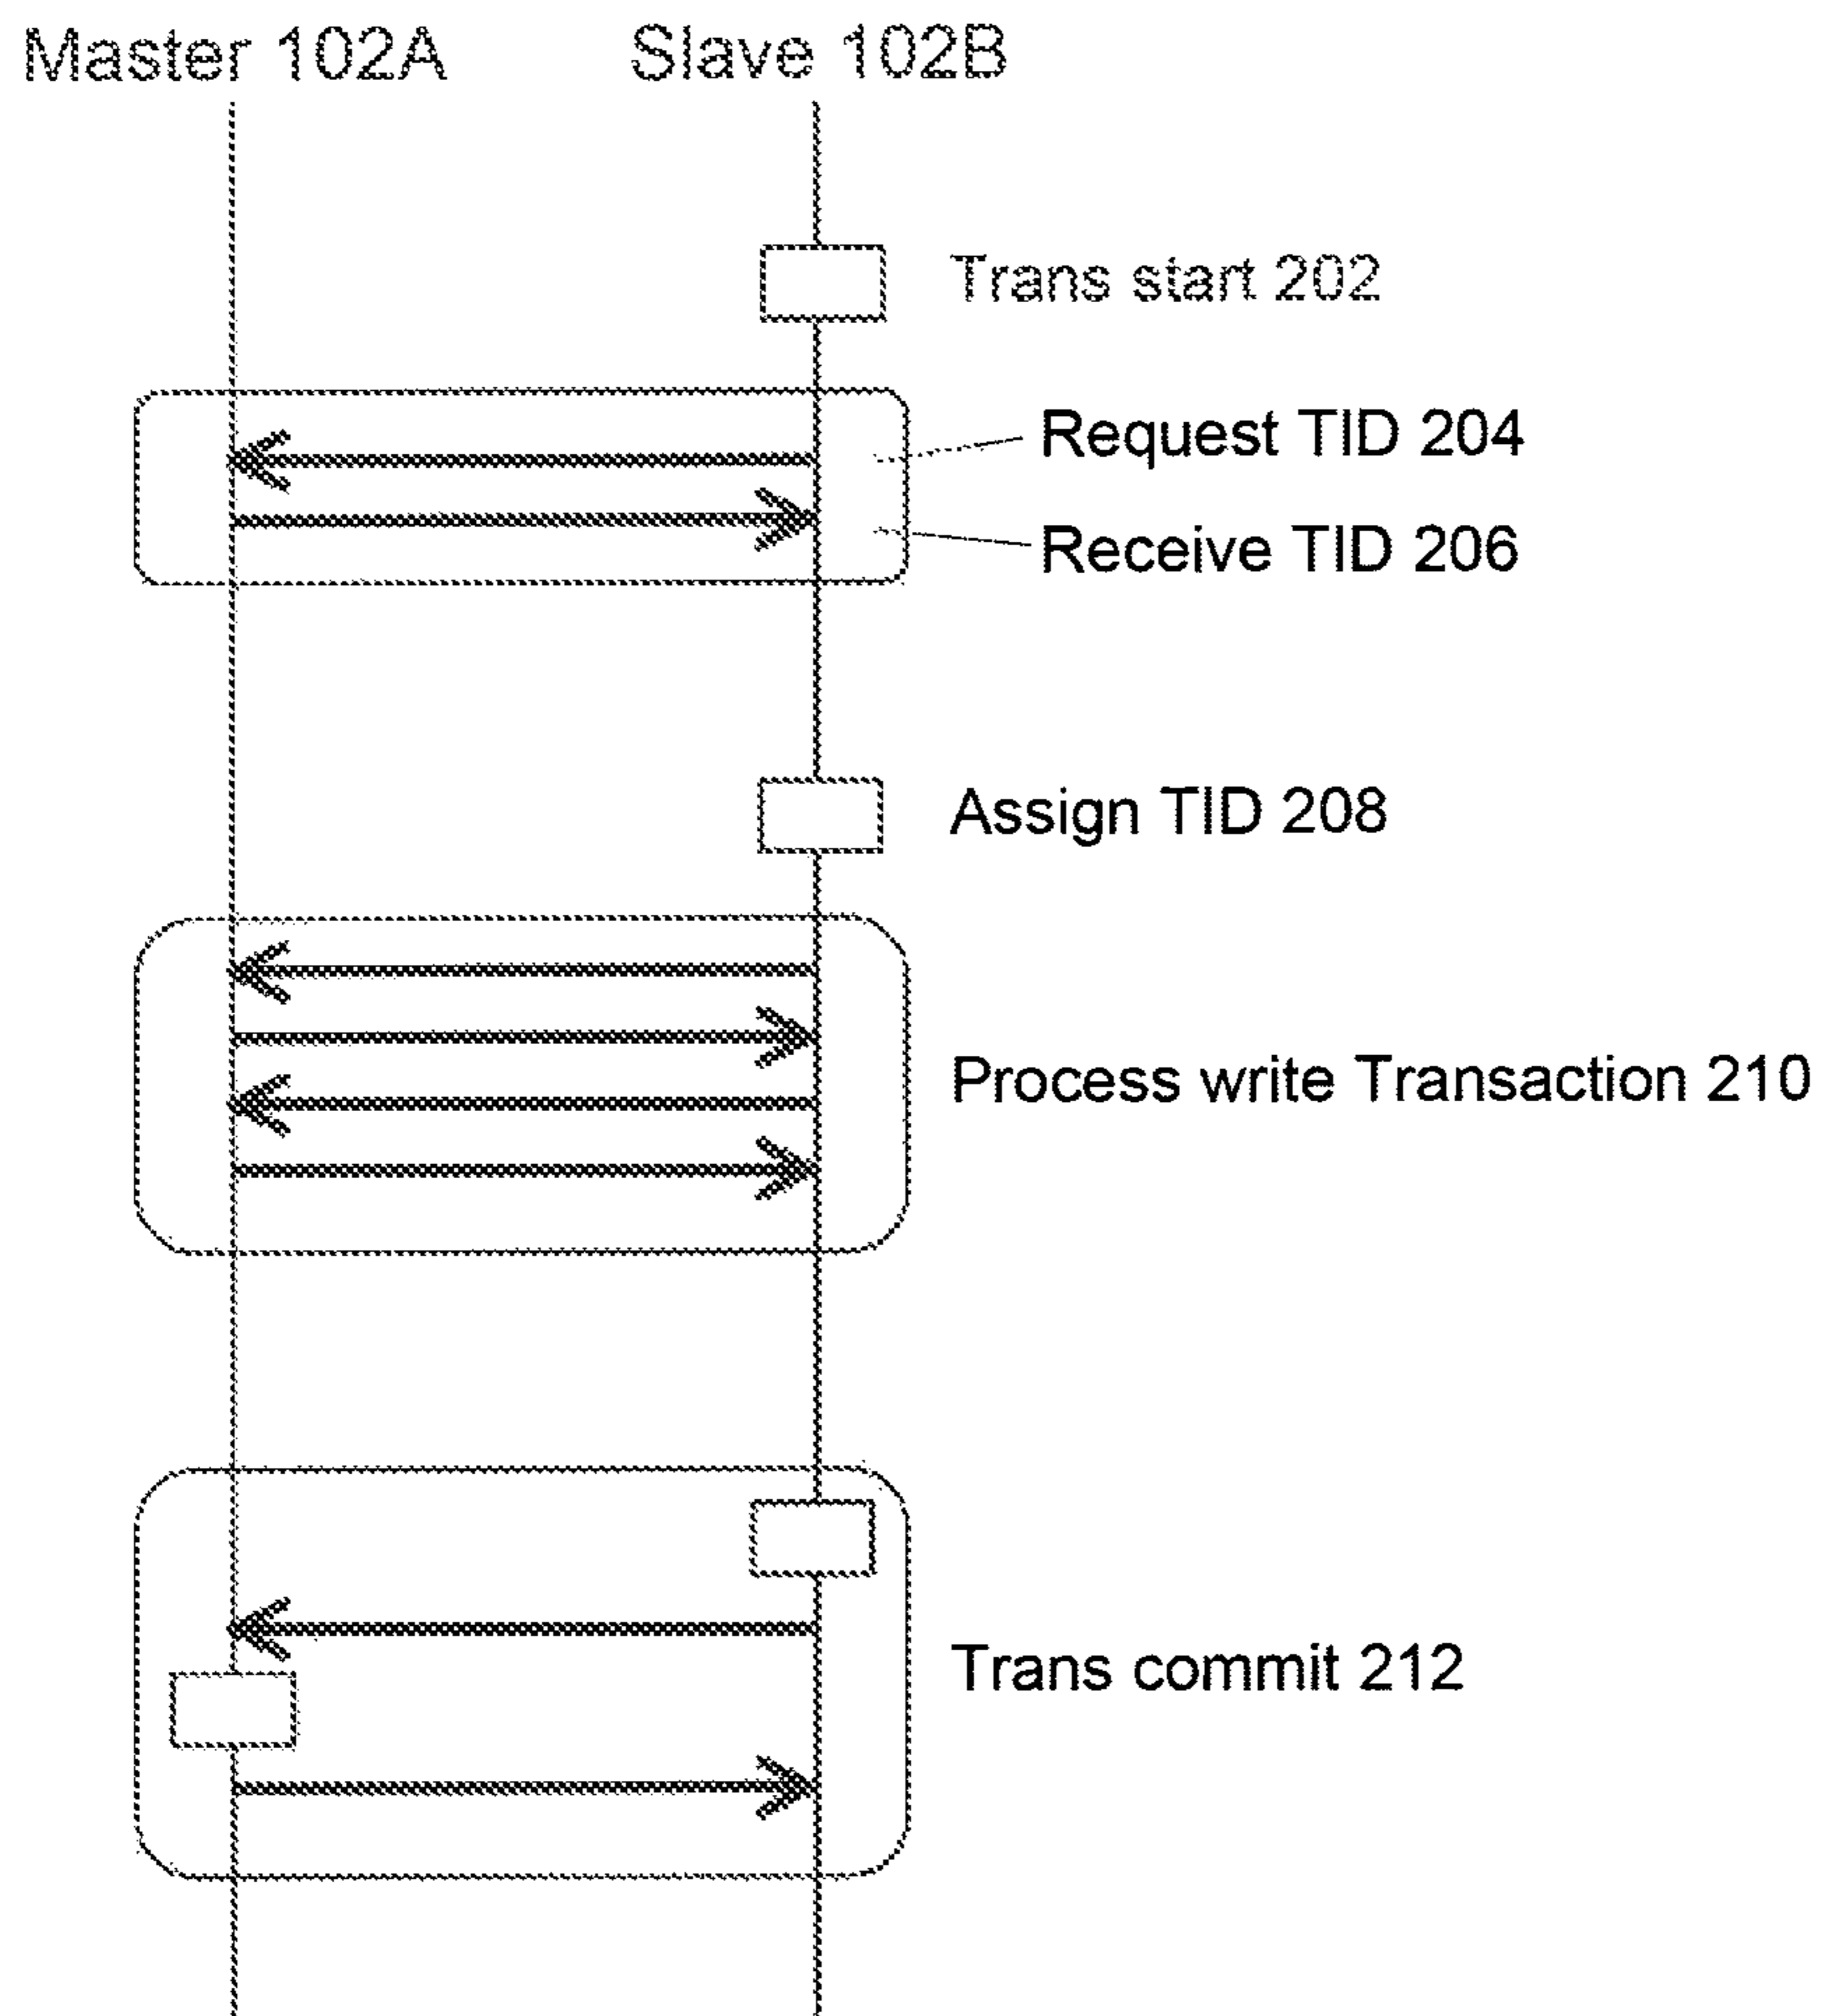 Master 102A
Slave 102B
Trans start 202
Request TID 204
Receive TID 206
Assign TID 208
Process write Transaction 210
Trans commit 212